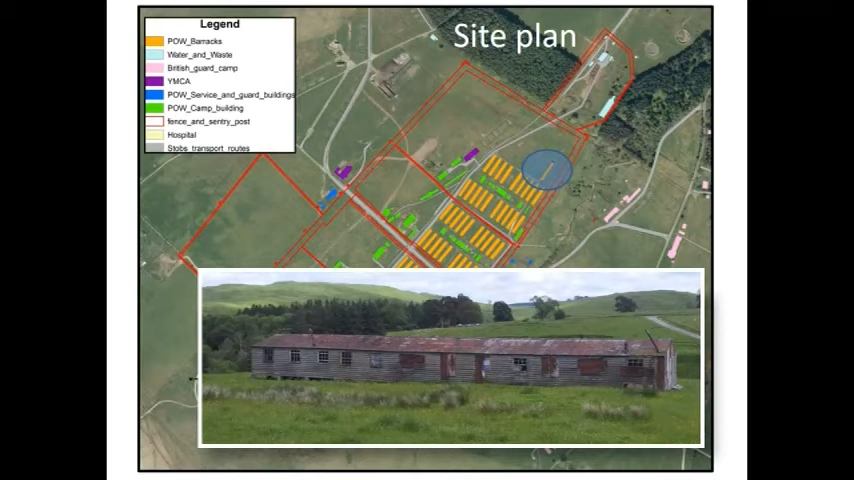 Site plan
Legend
POW_Barracks
Water_and_Waste
British_guard_camp
YMCA
POW_Service_and_guard_buildings
POW_Camp_building
fence_and_sentry_post
Hospital
Stobs_transport_routes